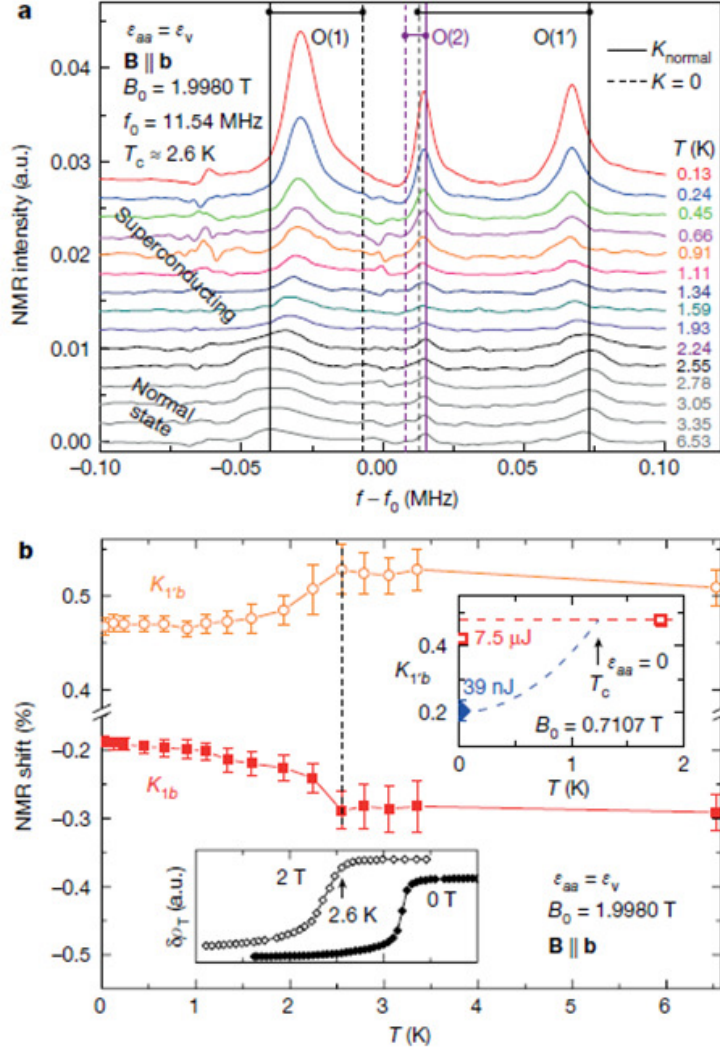 a
ε_aa = ε_v
B || b
B_0 = 1.9980 T
f_0 = 11.54 MHz
T_c ≈ 2.6 K
O(1)
O(2)
O(1')
K_normal
K = 0
T (K)
0.13
0.24
0.45
0.66
0.91
1.11
1.34
1.59
1.93
2.24
2.55
2.78
3.05
3.35
6.53
Superconducting
Normal
state
NMR intensity (a.u.)
0.04
0.03
0.02
0.01
0.00
−0.10
−0.05
0.00
0.05
0.10
f − f_0 (MHz)
b
K_1'b
K_1b
NMR shift (%)
0.5
0.4
−0.2
−0.3
−0.4
−0.5
0
1
2
3
4
5
6
T (K)
K_1'b
0.4
0.2
7.5 μJ
39 nJ
ε_aa = 0
T_c
B_0 = 0.7107 T
0
1
2
T (K)
δρ_T (a.u.)
2 T
2.6 K
0 T
ε_aa = ε_v
B_0 = 1.9980 T
B || b